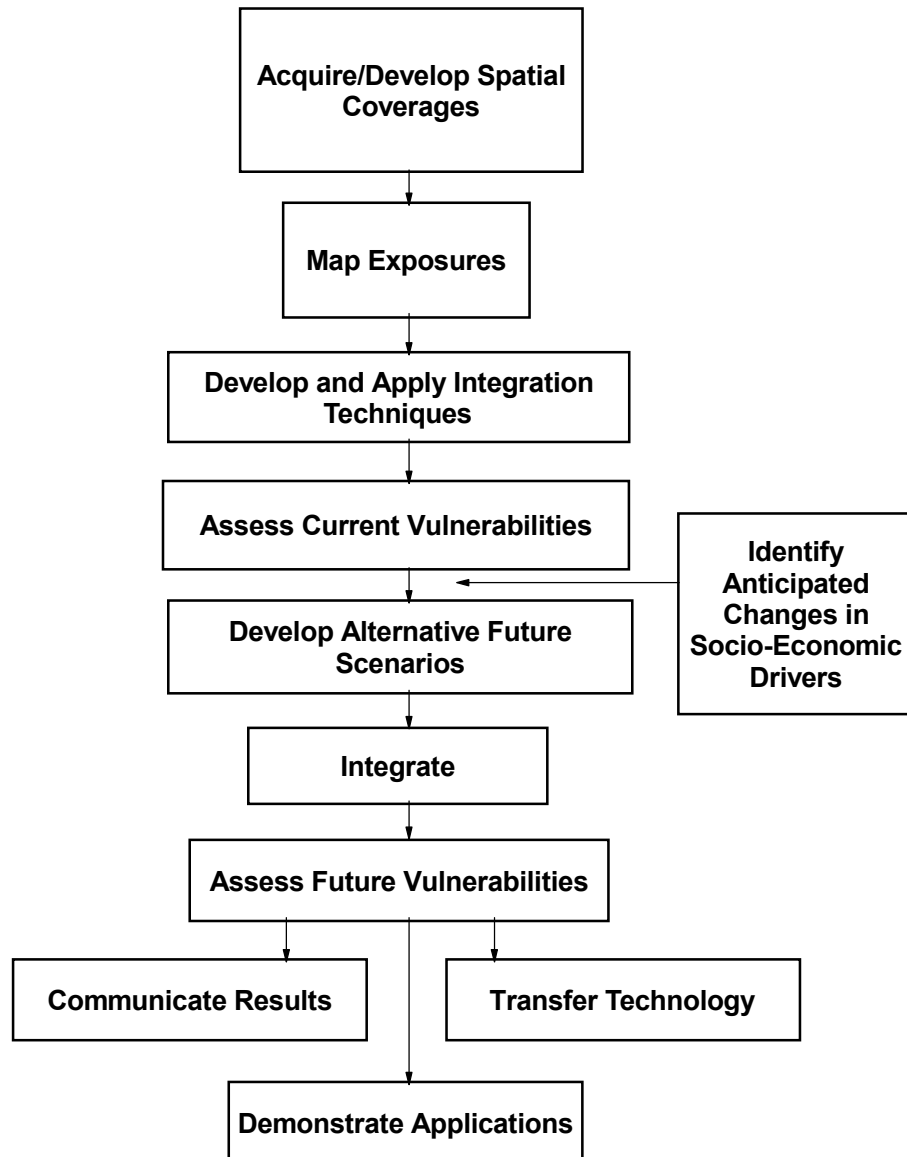 Acquire/Develop Spatial
Coverages
Map Exposures
Develop and Apply Integration
Techniques
Assess Current Vulnerabilities
Identify
Anticipated
Changes in
Socio-Economic
Drivers
Develop Alternative Future
Scenarios
Integrate
Assess Future Vulnerabilities
Communicate Results
Transfer Technology
Demonstrate Applications